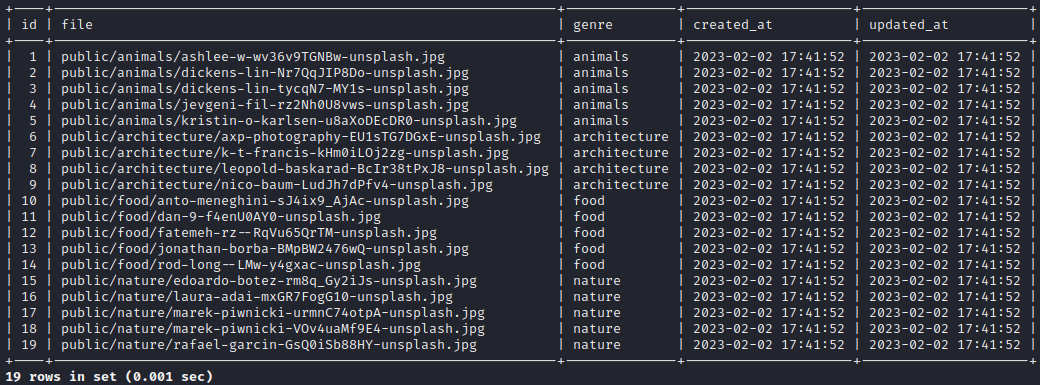 +----+--------------------------------------------------------------+--------------+---------------------+---------------------+
| id | file | genre | created_at | updated_at |
+----+--------------------------------------------------------------+--------------+---------------------+---------------------+
| 1 | public/animals/ashlee-w-wv36v9TGNBw-unsplash.jpg | animals | 2023-02-02 17:41:52 | 2023-02-02 17:41:52 |
| 2 | public/animals/dickens-lin-Nr7QqJIP8Do-unsplash.jpg | animals | 2023-02-02 17:41:52 | 2023-02-02 17:41:52 |
| 3 | public/animals/dickens-lin-tycqN7-MY1s-unsplash.jpg | animals | 2023-02-02 17:41:52 | 2023-02-02 17:41:52 |
| 4 | public/animals/jevgeni-fil-rz2Nh0U8vws-unsplash.jpg | animals | 2023-02-02 17:41:52 | 2023-02-02 17:41:52 |
| 5 | public/animals/kristin-o-karlsen-u8aXoDEcDR0-unsplash.jpg | animals | 2023-02-02 17:41:52 | 2023-02-02 17:41:52 |
| 6 | public/architecture/axp-photography-EU1sTG7DGxE-unsplash.jpg | architecture | 2023-02-02 17:41:52 | 2023-02-02 17:41:52 |
| 7 | public/architecture/k-t-francis-kHm0iLOj2zg-unsplash.jpg | architecture | 2023-02-02 17:41:52 | 2023-02-02 17:41:52 |
| 8 | public/architecture/leopold-baskarad-BcIr38tPxJ8-unsplash.jpg | architecture | 2023-02-02 17:41:52 | 2023-02-02 17:41:52 |
| 9 | public/architecture/nico-baum-LudJh7dPfv4-unsplash.jpg | architecture | 2023-02-02 17:41:52 | 2023-02-02 17:41:52 |
| 10 | public/food/anto-meneghini-sJ4ix9_AjAc-unsplash.jpg | food | 2023-02-02 17:41:52 | 2023-02-02 17:41:52 |
| 11 | public/food/dan-9-f4enU0AY0-unsplash.jpg | food | 2023-02-02 17:41:52 | 2023-02-02 17:41:52 |
| 12 | public/food/fatemeh-rz--RqVu65QrTM-unsplash.jpg | food | 2023-02-02 17:41:52 | 2023-02-02 17:41:52 |
| 13 | public/food/jonathan-borba-BMpBW2476wQ-unsplash.jpg | food | 2023-02-02 17:41:52 | 2023-02-02 17:41:52 |
| 14 | public/food/rod-long--LMw-y4gxac-unsplash.jpg | food | 2023-02-02 17:41:52 | 2023-02-02 17:41:52 |
| 15 | public/nature/edoardo-botez-rm8q_Gy2iJs-unsplash.jpg | nature | 2023-02-02 17:41:52 | 2023-02-02 17:41:52 |
| 16 | public/nature/laura-adai-mxGR7FogG10-unsplash.jpg | nature | 2023-02-02 17:41:52 | 2023-02-02 17:41:52 |
| 17 | public/nature/marek-piwnicki-urmnC74otpA-unsplash.jpg | nature | 2023-02-02 17:41:52 | 2023-02-02 17:41:52 |
| 18 | public/nature/marek-piwnicki-VOv4uaMf9E4-unsplash.jpg | nature | 2023-02-02 17:41:52 | 2023-02-02 17:41:52 |
| 19 | public/nature/rafael-garcin-GsQ0iSb88HY-unsplash.jpg | nature | 2023-02-02 17:41:52 | 2023-02-02 17:41:52 |
+----+--------------------------------------------------------------+--------------+---------------------+---------------------+
19 rows in set (0.001 sec)